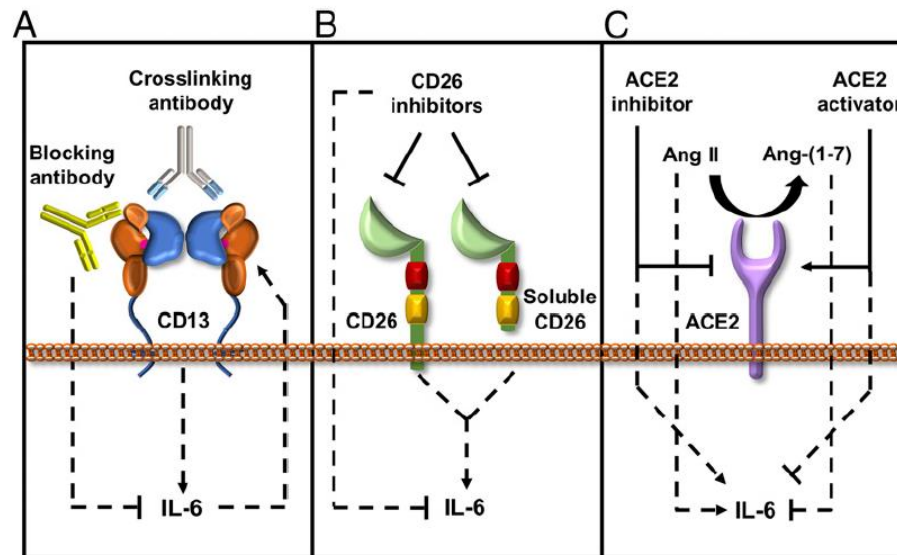 A
Crosslinking
antibody
Blocking
antibody
CD13
IL-6
B
CD26
inhibitors
CD26
Soluble
CD26
IL-6
C
ACE2
inhibitor
ACE2
activator
Ang II
Ang-(1-7)
ACE2
IL-6